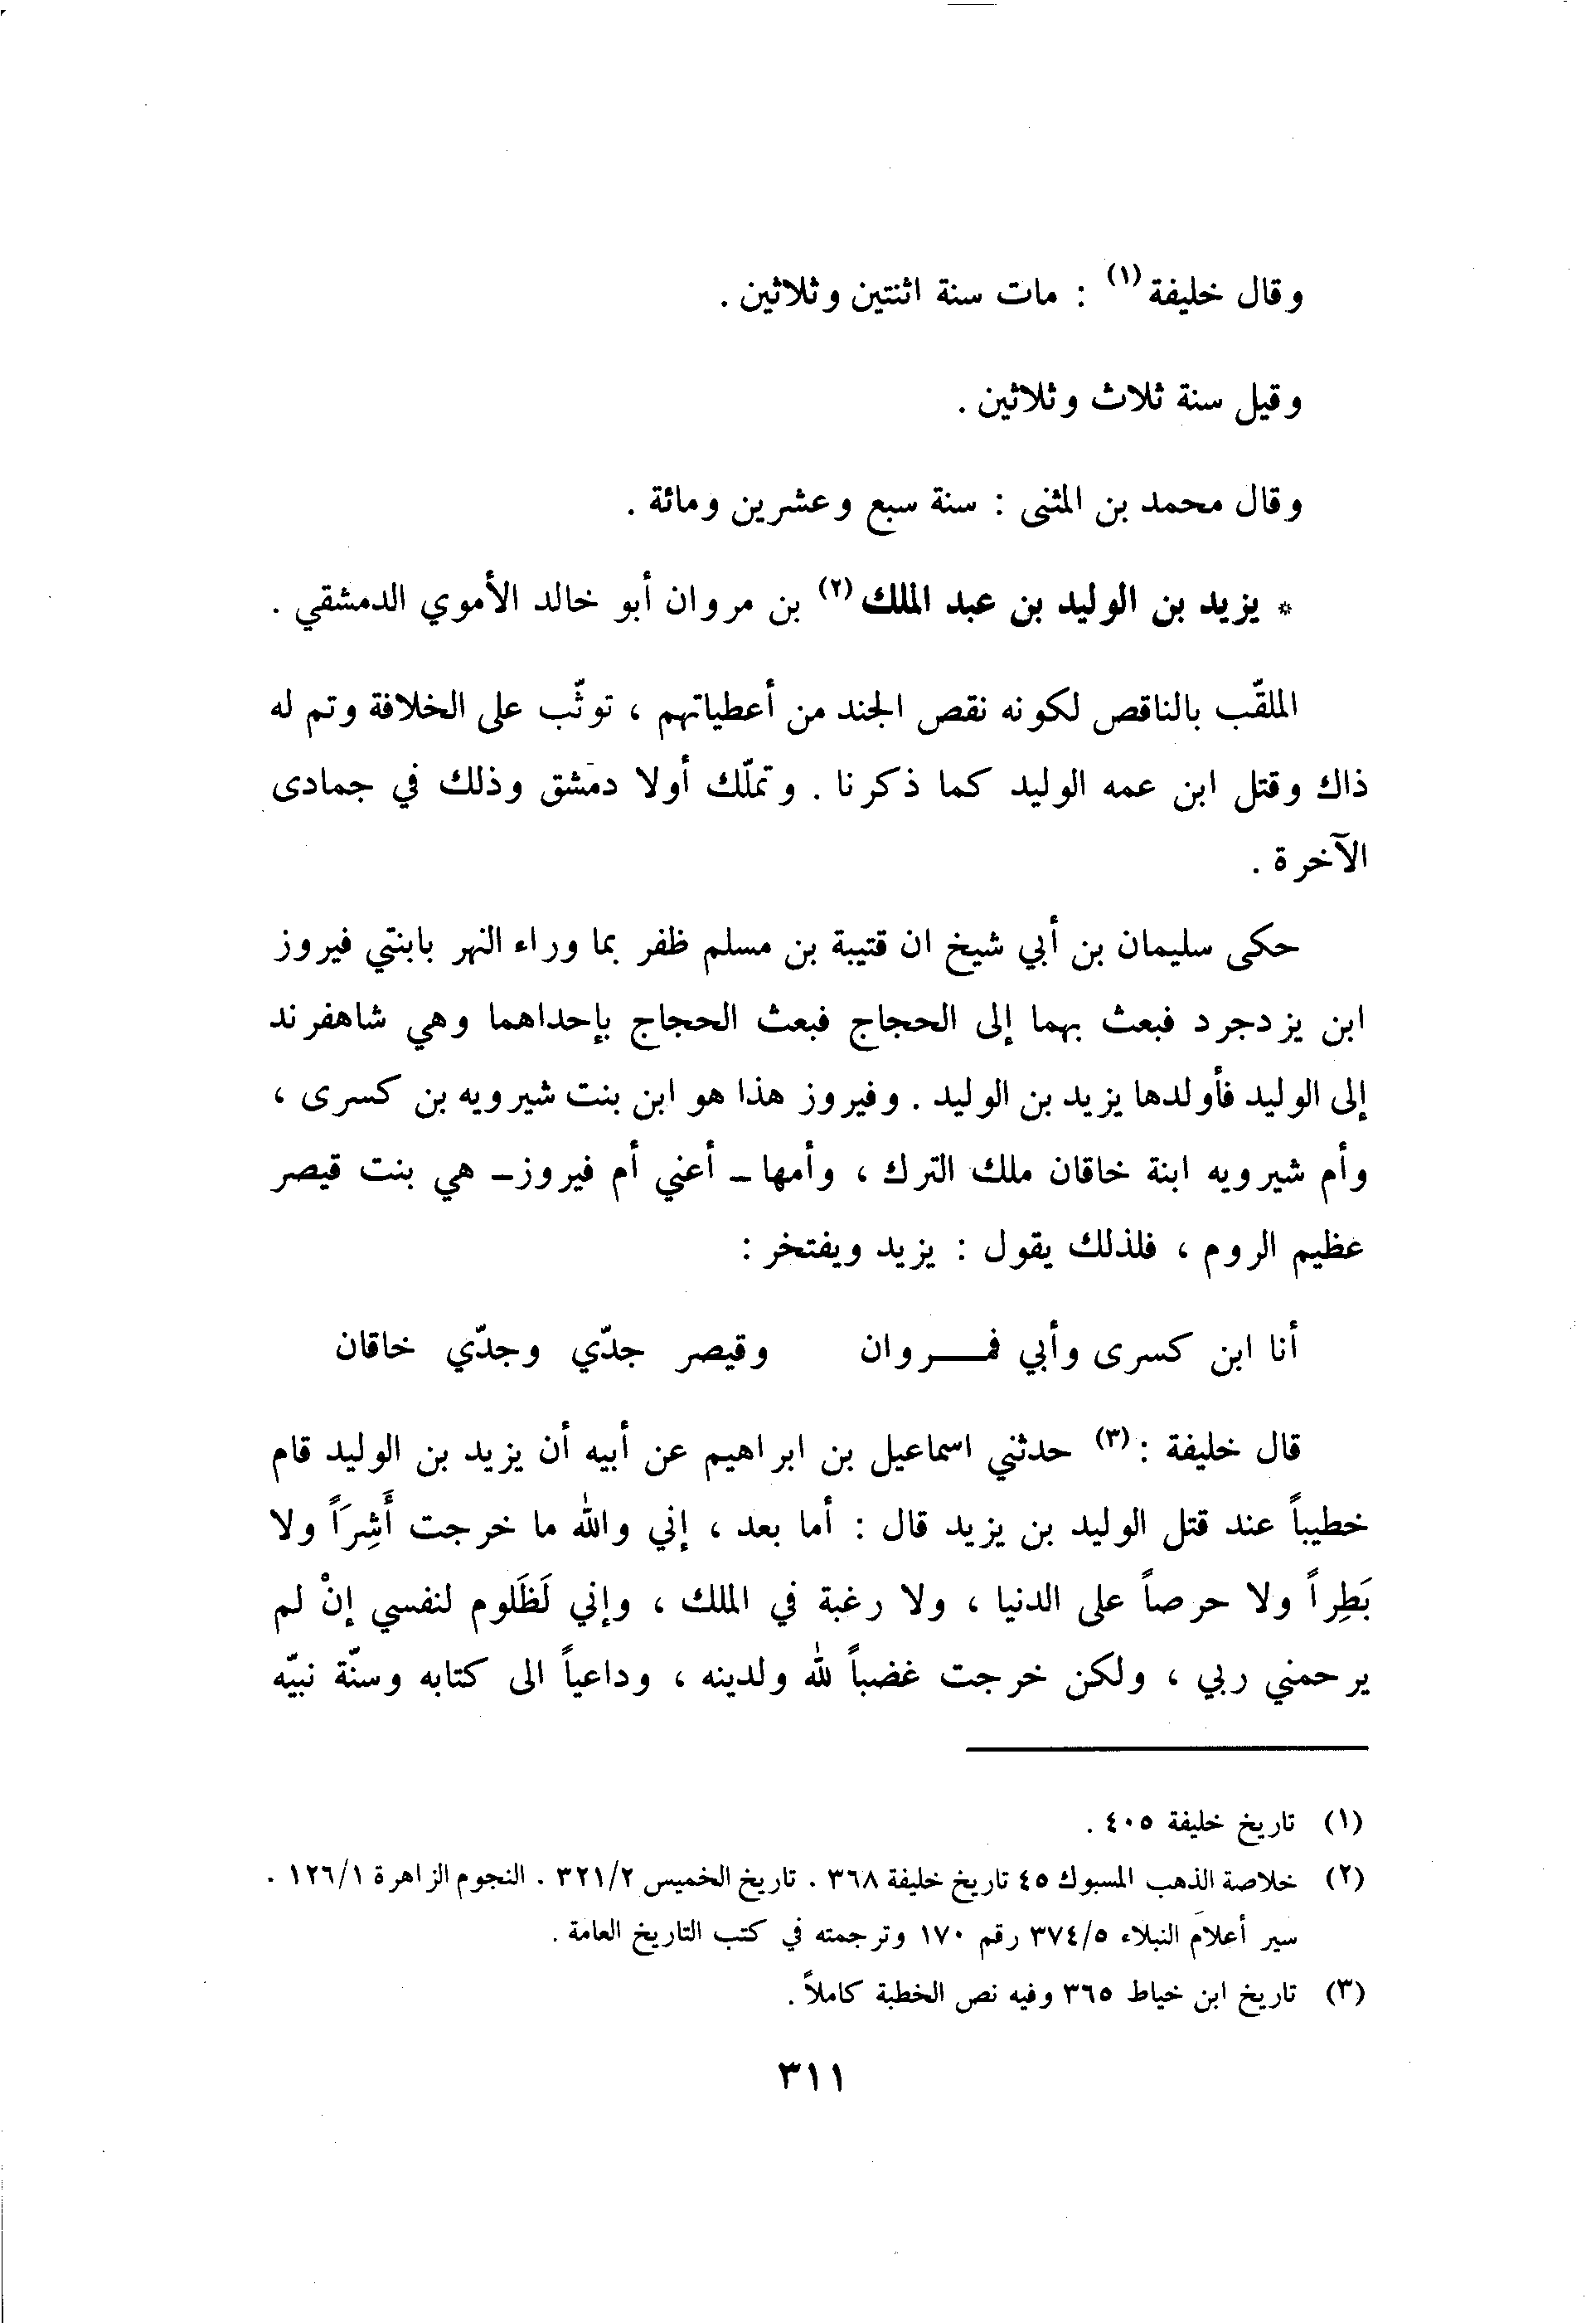 وقال خليفة (١) : مات سنة اثنتين وثلاثين .
وقيل سنة ثلاث وثلاثين .
وقال محمد بن المثنى : سنة سبع وعشرين ومائة .
* يزيد بن الوليد بن عبد الملك (٢) بن مروان أبو خالد الأموي الدمشقي .
الملقّب بالناقص لكونه نقص الجند من أعطياتهم ، توثّب على الخلافة وتم له
ذاك وقتل ابن عمه الوليد كما ذكرنا . وتملّك أولا دمشق وذلك في جمادى
الآخرة .
حكى سليمان بن أبي شيخ ان قتيبة بن مسلم ظفر بما وراء النهر بابنتي فيروز
ابن يزدجرد فبعث بهما إلى الحجاج فبعث الحجاج بإحداهما وهي شاهفرند
إلى الوليد فأولدها يزيد بن الوليد . وفيروز هذا هو ابن بنت شيرويه بن كسرى ،
وأم شيرويه ابنة خاقان ملك الترك ، وأمها ـ أعني أم فيروز ـ هي بنت قيصر
عظيم الروم ، فلذلك يقول : يزيد ويفتخر :
أنا ابن كسرى وأبي فمـــروان وقيصر جدّي وجدّي خاقان
قال خليفة : (٣) حدثني اسماعيل بن ابراهيم عن أبيه أن يزيد بن الوليد قام
خطيباً عند قتل الوليد بن يزيد قال : أما بعد ، إني والله ما خرجت أَشِرَاً ولا
بَطِراً ولا حرصاً على الدنيا ، ولا رغبة في الملك ، وإني لَظَلوم لنفسي إنْ لم
يرحمني ربي ، ولكن خرجت غضباً لله ولدينه ، وداعياً الى كتابه وسنّة نبيّه
(١) تاريخ خليفة ٤٠٥ .
(٢) خلاصة الذهب المسبوك ٤٥ تاريخ خليفة ٣٦٨ . تاريخ الخميس ٣٢١/٢ . النجوم الزاهرة ١٢٦/١ .
سير أعلام النبلاء ٣٧٤/٥ رقم ١٧٠ وترجمته في كتب التاريخ العامة .
(٣) تاريخ ابن خياط ٣٦٥ وفيه نص الخطبة كاملاً .
٣١١